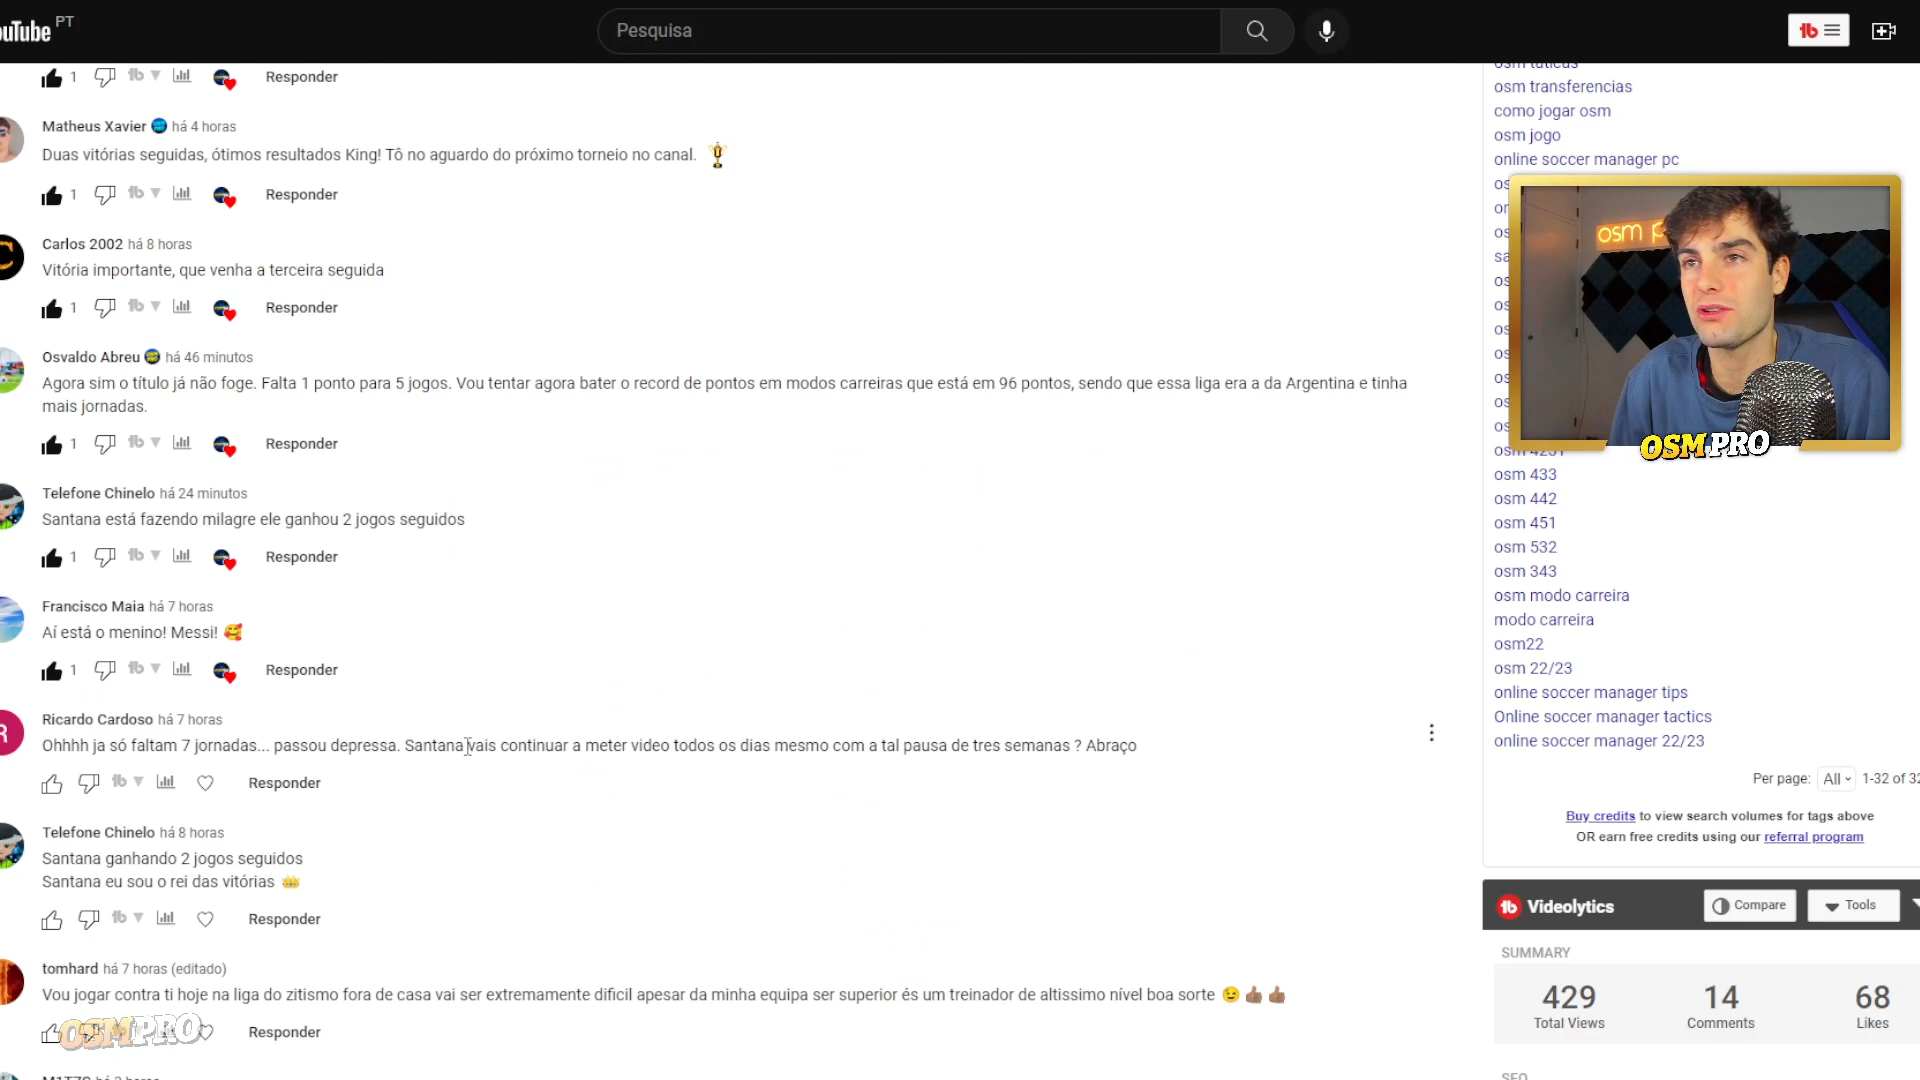 ouTube PT
Pesquisa
1 Responder
Matheus Xavier há 4 horas
Duas vitórias seguidas, ótimos resultados King! Tô no aguardo do próximo torneio no canal.
1 Responder
Carlos 2002 há 8 horas
Vitória importante, que venha a terceira seguida
1 Responder
Osvaldo Abreu há 46 minutos
Agora sim o título já não foge. Falta 1 ponto para 5 jogos. Vou tentar agora bater o record de pontos em modos carreiras que está em 96 pontos, sendo que essa liga era a da Argentina e tinha
mais jornadas.
1 Responder
Telefone Chinelo há 24 minutos
Santana está fazendo milagre ele ganhou 2 jogos seguidos
1 Responder
Francisco Maia há 7 horas
Aí está o menino! Messi! 🥰
1 Responder
Ricardo Cardoso há 7 horas
Ohhhh ja só faltam 7 jornadas... passou depressa. Santana vais continuar a meter video todos os dias mesmo com a tal pausa de tres semanas ? Abraço
Responder
Telefone Chinelo há 8 horas
Santana ganhando 2 jogos seguidos
Santana eu sou o rei das vitórias 👑
Responder
tomhard há 7 horas (editado)
Vou jogar contra ti hoje na liga do zitismo fora de casa vai ser extremamente dificil apesar da minha equipa ser superior és um treinador de altissimo nível boa sorte 😉👍🏾👍🏾
Responder
OSM PRO
osm taticas
osm transferencias
como jogar osm
osm jogo
online soccer manager pc
osm p
OSM PRO
osm 4231
osm 433
osm 442
osm 451
osm 532
osm 343
osm modo carreira
modo carreira
osm22
osm 22/23
online soccer manager tips
Online soccer manager tactics
online soccer manager 22/23
Per page: All 1-32 of 32
Buy credits to view search volumes for tags above
OR earn free credits using our referral program
Videolytics Compare Tools
SUMMARY
429 14 68
Total Views Comments Likes